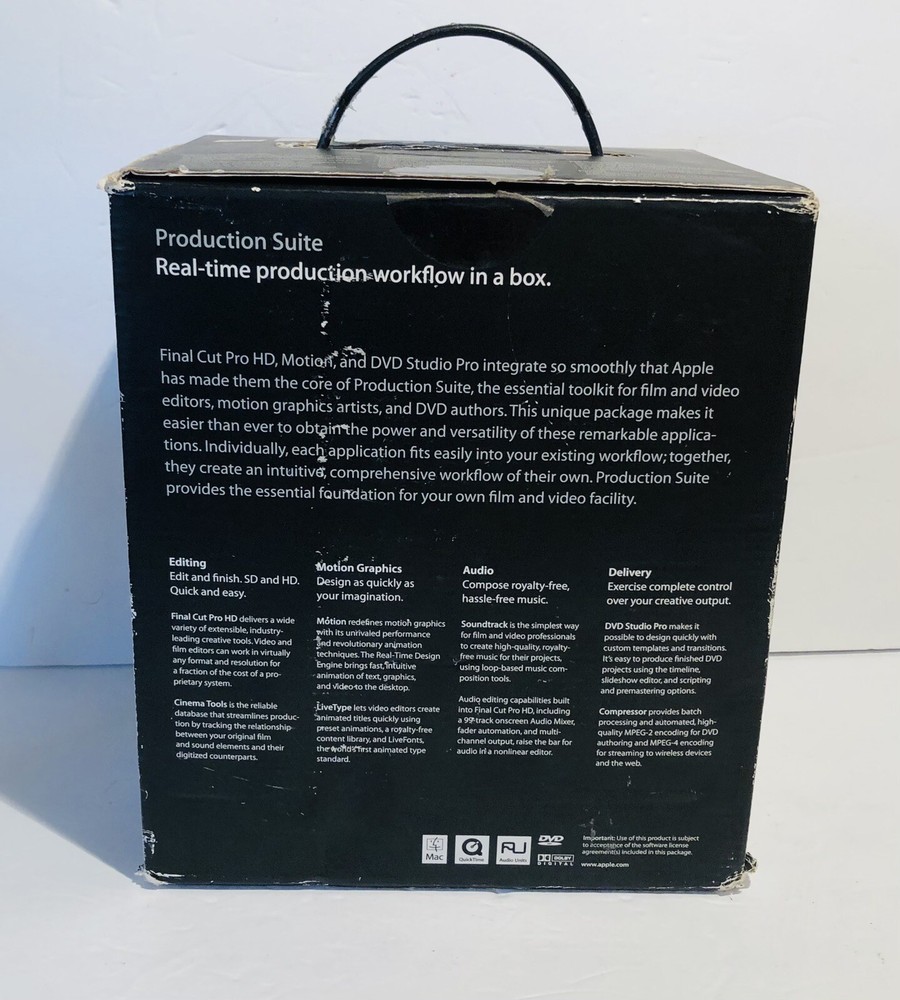 Production Suite
Real-time production workflow in a box.
Final Cut Pro HD, Motion, and DVD Studio Pro integrate so smoothly that Apple
has made them the core of Production Suite, the essential toolkit for film and video
editors, motion graphics artists, and DVD authors. This unique package makes it
easier than ever to obtain the power and versatility of these remarkable applica-
tions. Individually, each application fits easily into your existing workflow; together,
they create an intuitive, comprehensive workflow of their own. Production Suite
provides the essential foundation for your own film and video facility.
Editing
Edit and finish. SD and HD.
Quick and easy.
Final Cut Pro HD delivers a wide
variety of extensible, industry-
leading creative tools. Video and
film editors can work in virtually
any format and resolution for
a fraction of the cost of a pro-
prietary system.
Cinema Tools is the reliable
database that streamlines produc-
tion by tracking the relationship
between your original film
and sound elements and their
digitized counterparts.
Motion Graphics
Design as quickly as
your imagination.
Motion redefines motion graphics
with its unrivaled performance
and revolutionary animation
techniques. The Real-Time Design
Engine brings fast, intuitive
animation of text, graphics,
and video to the desktop.
LiveType lets video editors create
animated titles quickly using
preset animations, a royalty-free
content library, and LiveFonts,
the world's first animated type
standard.
Audio
Compose royalty-free,
hassle-free music.
Soundtrack is the simplest way
for film and video professionals
to create high-quality, royalty-
free music for their projects,
using loop-based music com-
position tools.
Audio editing capabilities built
into Final Cut Pro HD, including
a 99-track onscreen Audio Mixer,
fader automation, and multi-
channel output, raise the bar for
audio in a nonlinear editor.
Delivery
Exercise complete control
over your creative output.
DVD Studio Pro makes it
possible to design quickly with
custom templates and transitions.
It's easy to produce finished DVD
projects using the timeline,
slideshow editor, and scripting
and premastering options.
Compressor provides batch
processing and automated, high-
quality MPEG-2 encoding for DVD
authoring and MPEG-4 encoding
for streaming to wireless devices
and the web.
Mac
QuickTime
AU
Audio Units
DVD
DOLBY
DIGITAL
Important: Use of this product is subject
to acceptance of the software license
agreement(s) included in this package.
www.apple.com